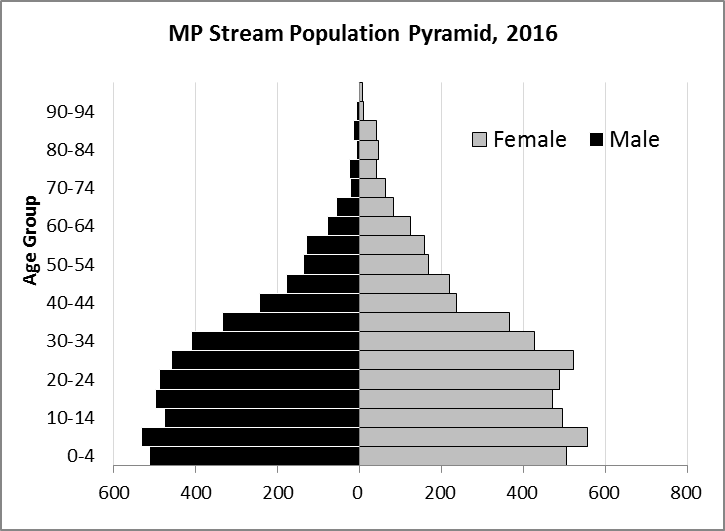 MP Stream Population Pyramid, 2016
Age Group
90-94
80-84
70-74
60-64
50-54
40-44
30-34
20-24
10-14
0-4
Female Male
600 400 200 0 200 400 600 800